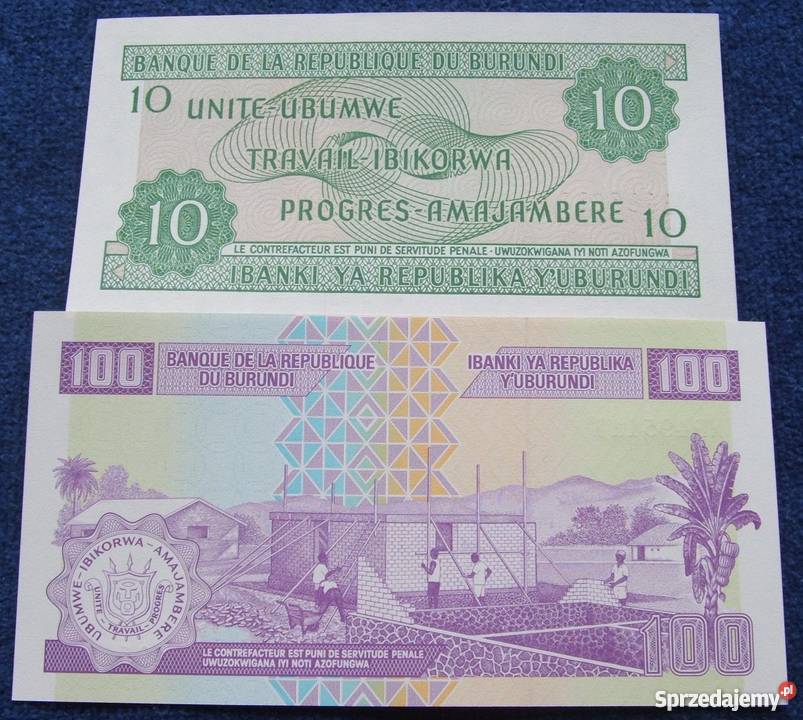 BANQUE DE LA REPUBLIQUE DU BURUNDI
10 UNITE-UBUMWE 10
TRAVAIL-IBIKORWA
10 PROGRES-AMAJAMBERE 10
LE CONTREFACTEUR EST PUNI DE SERVITUDE PENALE - UWUZOKWIGANA IYI NOTI AZOFUNGWA
IBANKI YA REPUBLIKA Y'UBURUNDI
100 BANQUE DE LA REPUBLIQUE DU BURUNDI
IBANKI YA REPUBLIKA Y'UBURUNDI 100
UBUMWE-IBIKORWA-AMAJAMBERE
UNITE - TRAVAIL - PROGRES
LE CONTREFACTEUR EST PUNI DE SERVITUDE PENALE
UWUZOKWIGANA IYI NOTI AZOFUNGWA
100
Sprzedajemy.pl